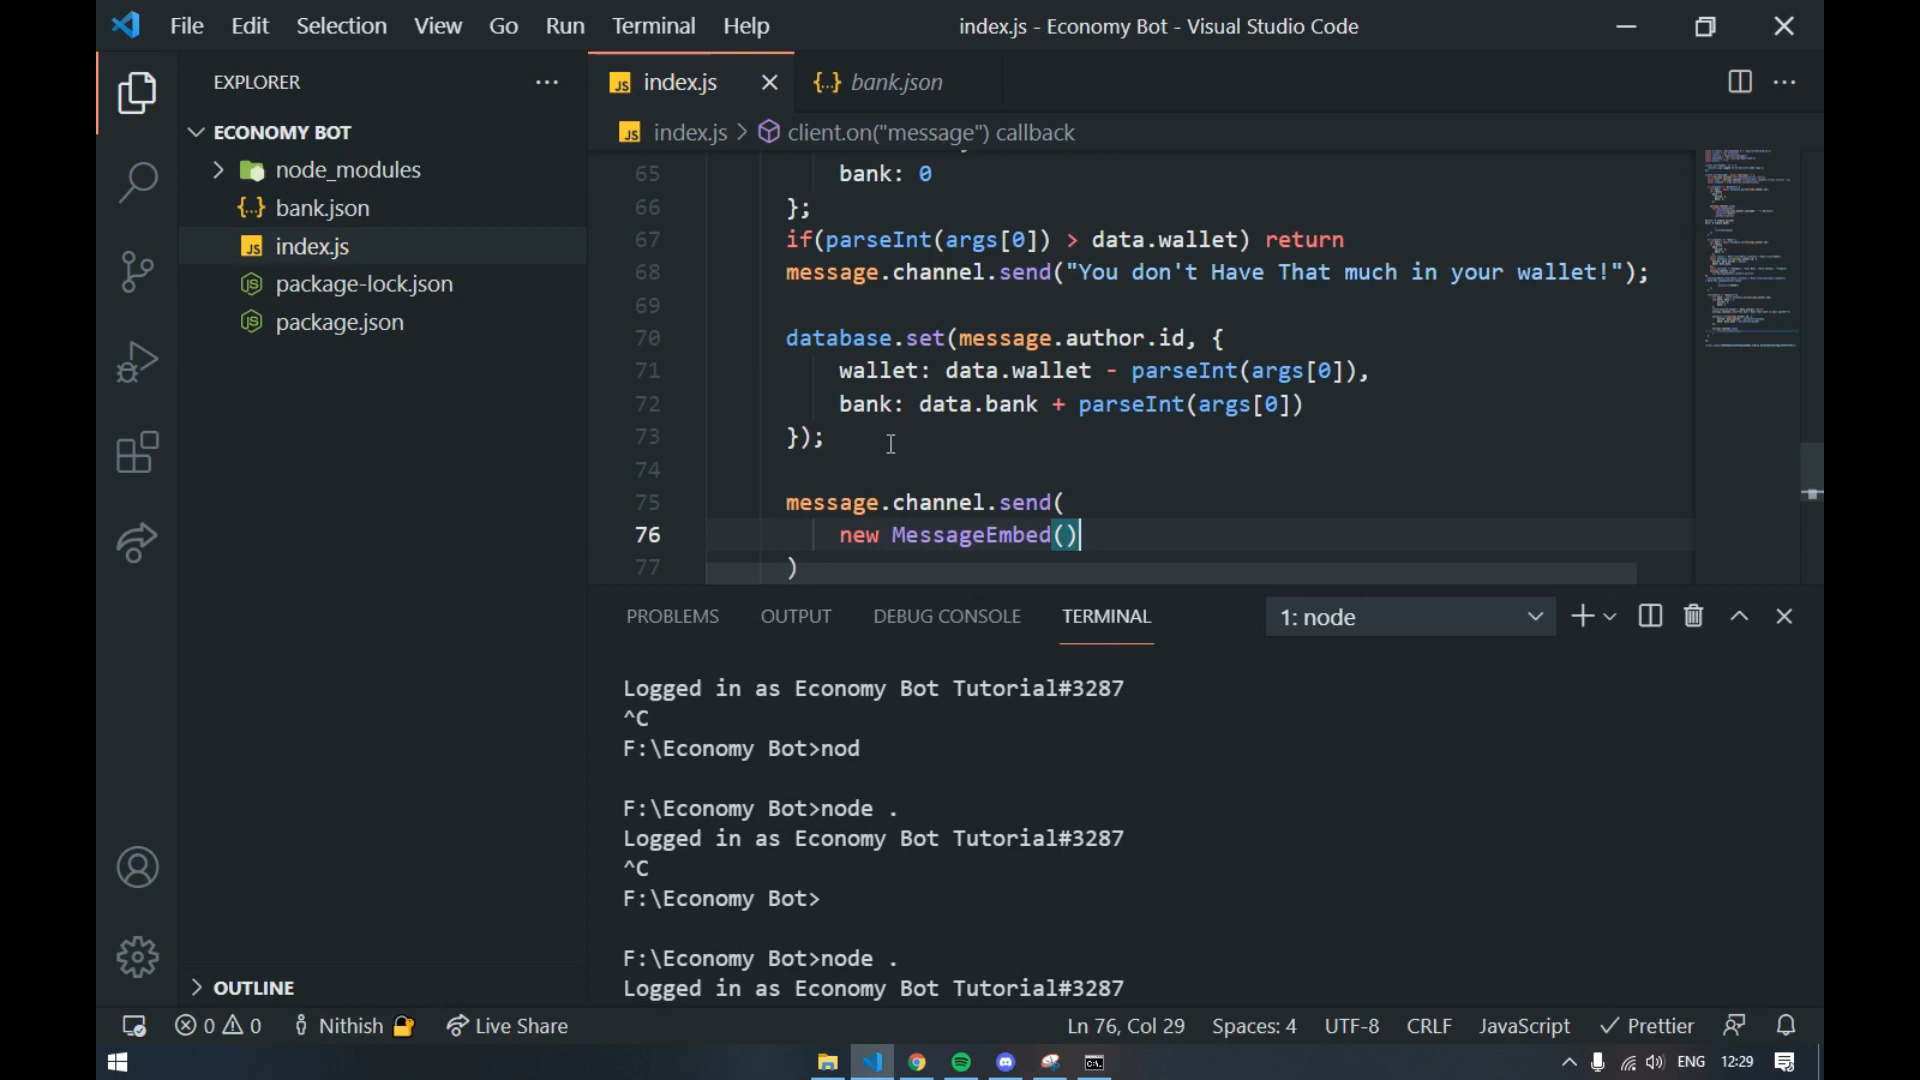 File Edit Selection View Go Run Terminal Help
index.js - Economy Bot - Visual Studio Code
EXPLORER
ECONOMY BOT
node_modules
bank.json
index.js
package-lock.json
package.json
OUTLINE
JS index.js
{..} bank.json
JS index.js > client.on("message") callback
65 bank: 0
66 };
67 if(parseInt(args[0]) > data.wallet) return
68 message.channel.send("You don't Have That much in your wallet!");
69
70 database.set(message.author.id, {
71 wallet: data.wallet - parseInt(args[0]),
72 bank: data.bank + parseInt(args[0])
73 });
74
75 message.channel.send(
76 new MessageEmbed()
77 )
PROBLEMS OUTPUT DEBUG CONSOLE TERMINAL
1: node
Logged in as Economy Bot Tutorial#3287
^C
F:\Economy Bot>nod
F:\Economy Bot>node .
Logged in as Economy Bot Tutorial#3287
^C
F:\Economy Bot>
F:\Economy Bot>node .
Logged in as Economy Bot Tutorial#3287
0 0 Nithish Live Share
Ln 76, Col 29 Spaces: 4 UTF-8 CRLF JavaScript Prettier
ENG 12:29